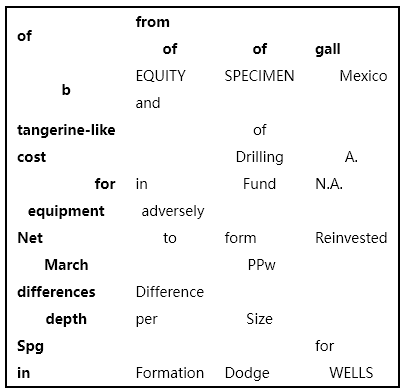 of from
of of gall
b EQUITY SPECIMEN Mexico
and
tangerine-like of
cost Drilling A.
for in Fund N.A.
equipment adversely
Net to form Reinvested
March PPw
differences Difference
depth per Size
Spg for
in Formation Dodge WELLS